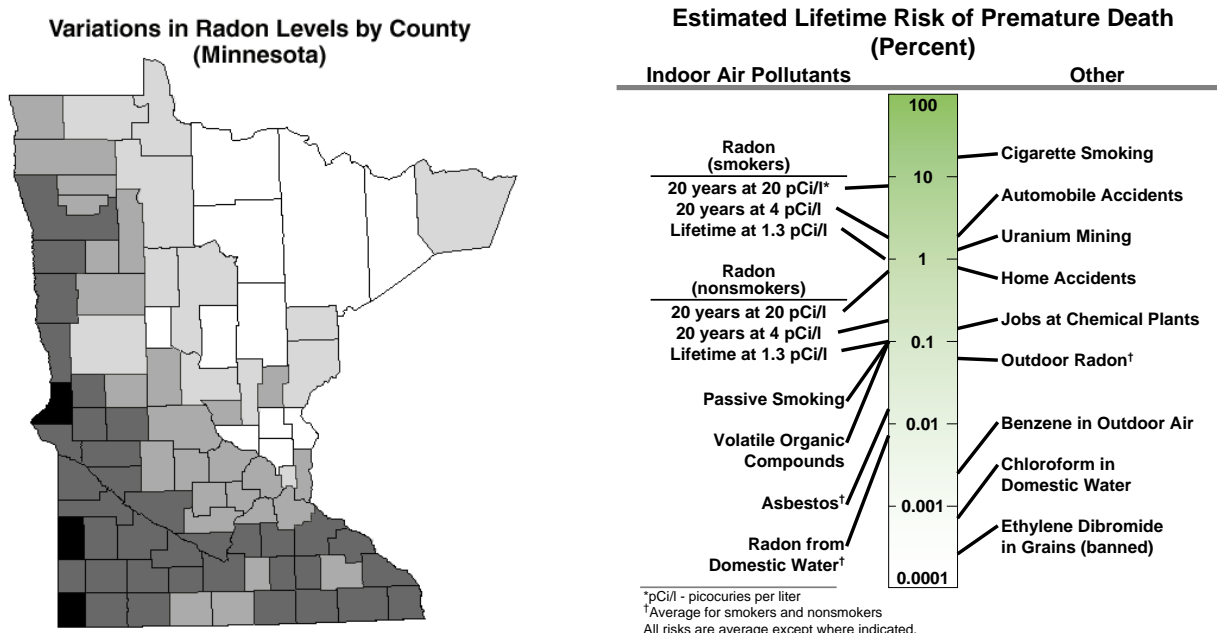 Variations in Radon Levels by County
(Minnesota)
Estimated Lifetime Risk of Premature Death
(Percent)
Indoor Air Pollutants
Other
100
10
1
0.1
0.01
0.001
0.0001
Radon
(smokers)
20 years at 20 pCi/l*
20 years at 4 pCi/l
Lifetime at 1.3 pCi/l
Radon
(nonsmokers)
20 years at 20 pCi/l
20 years at 4 pCi/l
Lifetime at 1.3 pCi/l
Passive Smoking
Volatile Organic
Compounds
Asbestos†
Radon from
Domestic Water†
Cigarette Smoking
Automobile Accidents
Uranium Mining
Home Accidents
Jobs at Chemical Plants
Outdoor Radon†
Benzene in Outdoor Air
Chloroform in
Domestic Water
Ethylene Dibromide
in Grains (banned)
*pCi/l - picocuries per liter
†Average for smokers and nonsmokers
All risks are average except where indicated.